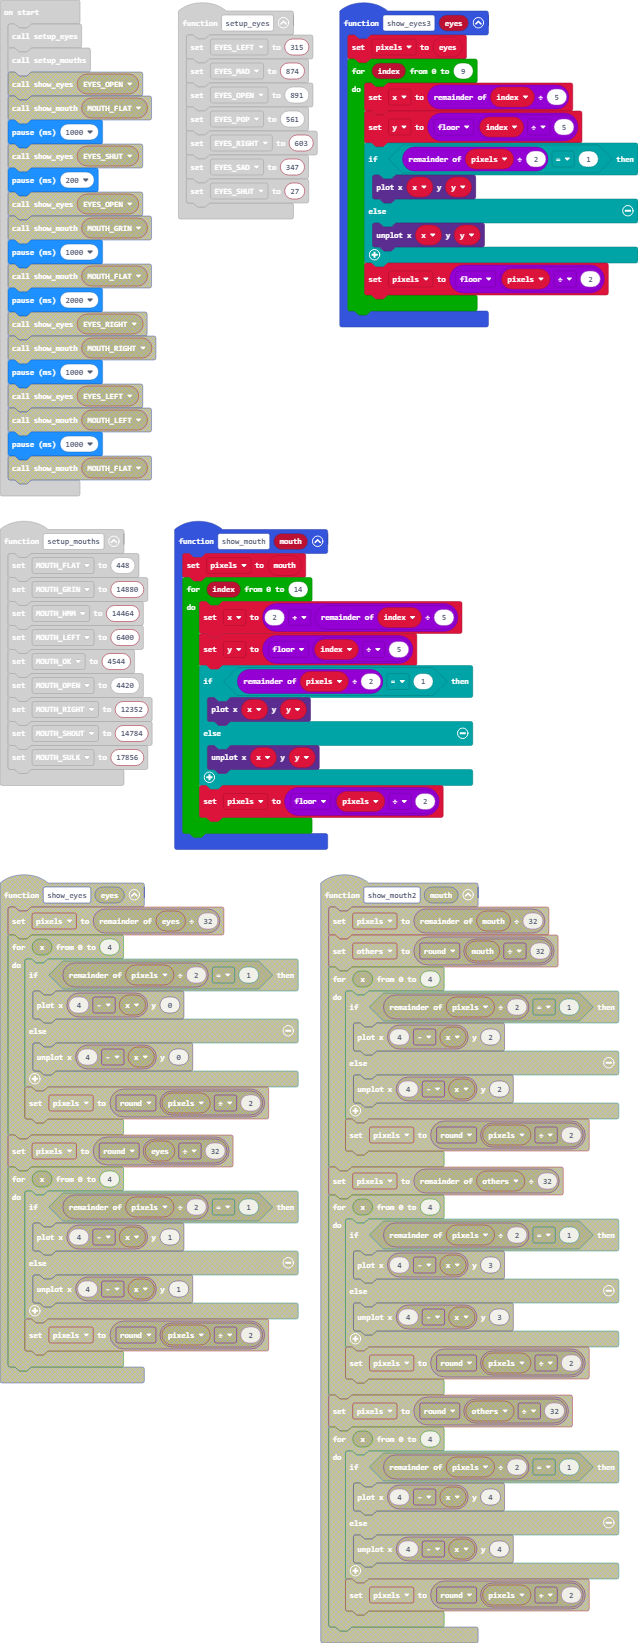 on start
call setup_eyes
call setup_mouths
call show_eyes EYES_OPEN
call show_mouth MOUTH_FLAT
pause (ms) 1000
call show_eyes EYES_SHUT
pause (ms) 200
call show_eyes EYES_OPEN
call show_mouth MOUTH_GRIN
pause (ms) 1000
call show_mouth MOUTH_FLAT
pause (ms) 2000
call show_eyes EYES_RIGHT
call show_mouth MOUTH_RIGHT
pause (ms) 1000
call show_eyes EYES_LEFT
call show_mouth MOUTH_LEFT
pause (ms) 1000
call show_mouth MOUTH_FLAT
function setup_eyes
set EYES_LEFT to 315
set EYES_MAD to 874
set EYES_OPEN to 891
set EYES_POP to 561
set EYES_RIGHT to 603
set EYES_SAD to 347
set EYES_SHUT to 27
function show_eyes3 eyes
set pixels to eyes
for index from 0 to 9
do
set x to remainder of index ÷ 5
set y to floor index ÷ 5
if remainder of pixels ÷ 2 = 1 then
plot x x y y
else
unplot x x y y
set pixels to floor pixels ÷ 2
function setup_mouths
set MOUTH_FLAT to 448
set MOUTH_GRIN to 14880
set MOUTH_HMM to 14464
set MOUTH_LEFT to 6400
set MOUTH_OK to 4544
set MOUTH_OPEN to 4420
set MOUTH_RIGHT to 12352
set MOUTH_SHOUT to 14784
set MOUTH_SULK to 17856
function show_mouth mouth
set pixels to mouth
for index from 0 to 14
do
set x to 2 + remainder of index ÷ 5
set y to floor index ÷ 5
if remainder of pixels ÷ 2 = 1 then
plot x x y y
else
unplot x x y y
set pixels to floor pixels ÷ 2
function show_eyes eyes
set pixels to remainder of eyes ÷ 32
for x from 0 to 4
do
if remainder of pixels ÷ 2 = 1 then
plot x 4 - x y 0
else
unplot x 4 - x y 0
set pixels to round pixels ÷ 2
set pixels to round eyes ÷ 32
for x from 0 to 4
do
if remainder of pixels ÷ 2 = 1 then
plot x 4 - x y 1
else
unplot x 4 - x y 1
set pixels to round pixels ÷ 2
function show_mouth2 mouth
set pixels to remainder of mouth ÷ 32
set others to round mouth ÷ 32
for x from 0 to 4
do
if remainder of pixels ÷ 2 = 1 then
plot x 4 - x y 2
else
unplot x 4 - x y 2
set pixels to round pixels ÷ 2
set pixels to remainder of others ÷ 32
for x from 0 to 4
do
if remainder of pixels ÷ 2 = 1 then
plot x 4 - x y 3
else
unplot x 4 - x y 3
set pixels to round pixels ÷ 2
set pixels to round others ÷ 32
for x from 0 to 4
do
if remainder of pixels ÷ 2 = 1 then
plot x 4 - x y 4
else
unplot x 4 - x y 4
set pixels to round pixels ÷ 2